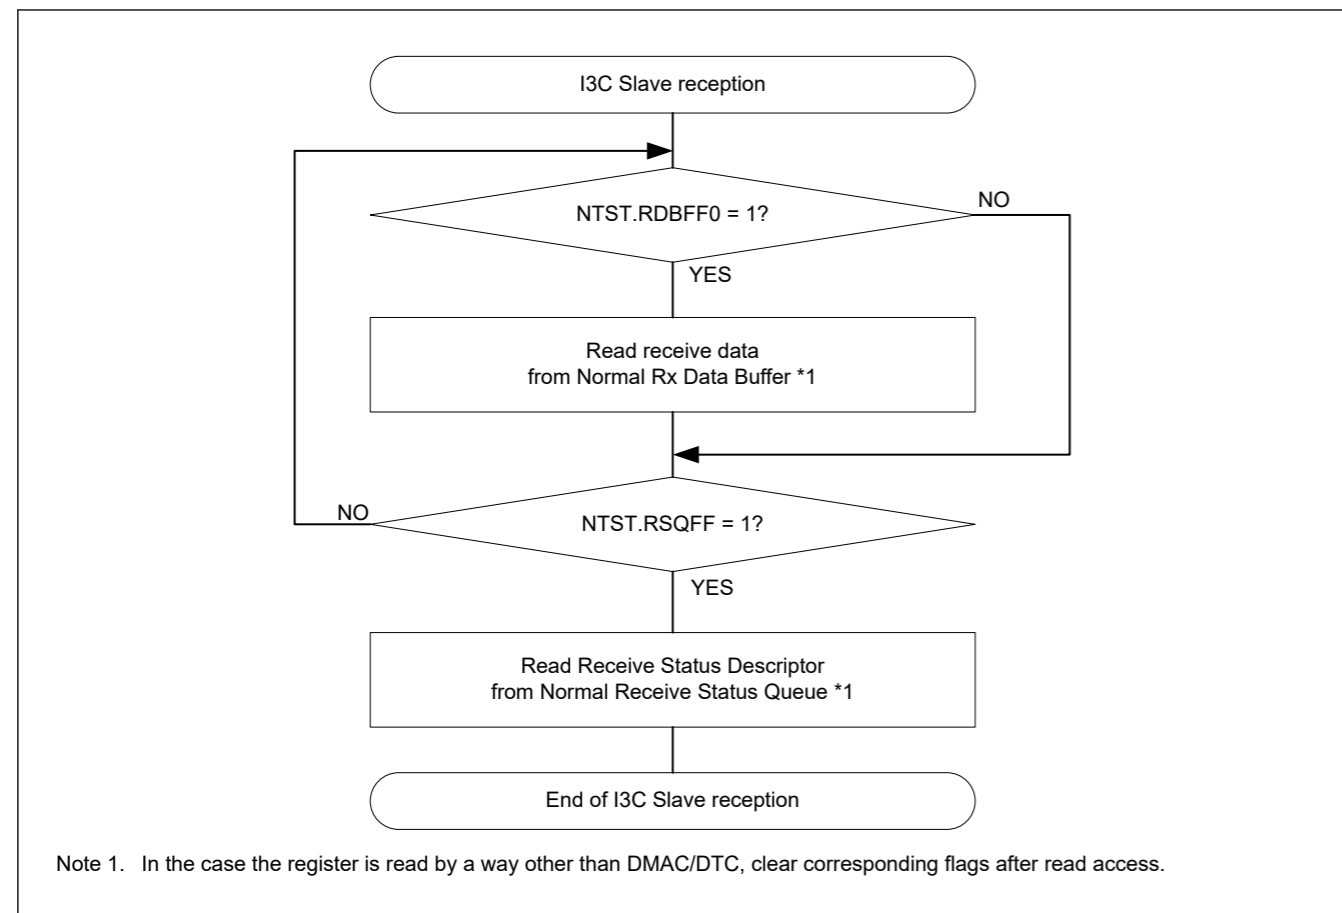 I3C Slave reception
NTST.RDBFF0 = 1?
NO
YES
Read receive data
from Normal Rx Data Buffer *1
NO
NTST.RSQFF = 1?
YES
Read Receive Status Descriptor
from Normal Receive Status Queue *1
End of I3C Slave reception
Note 1. In the case the register is read by a way other than DMAC/DTC, clear corresponding flags after read access.